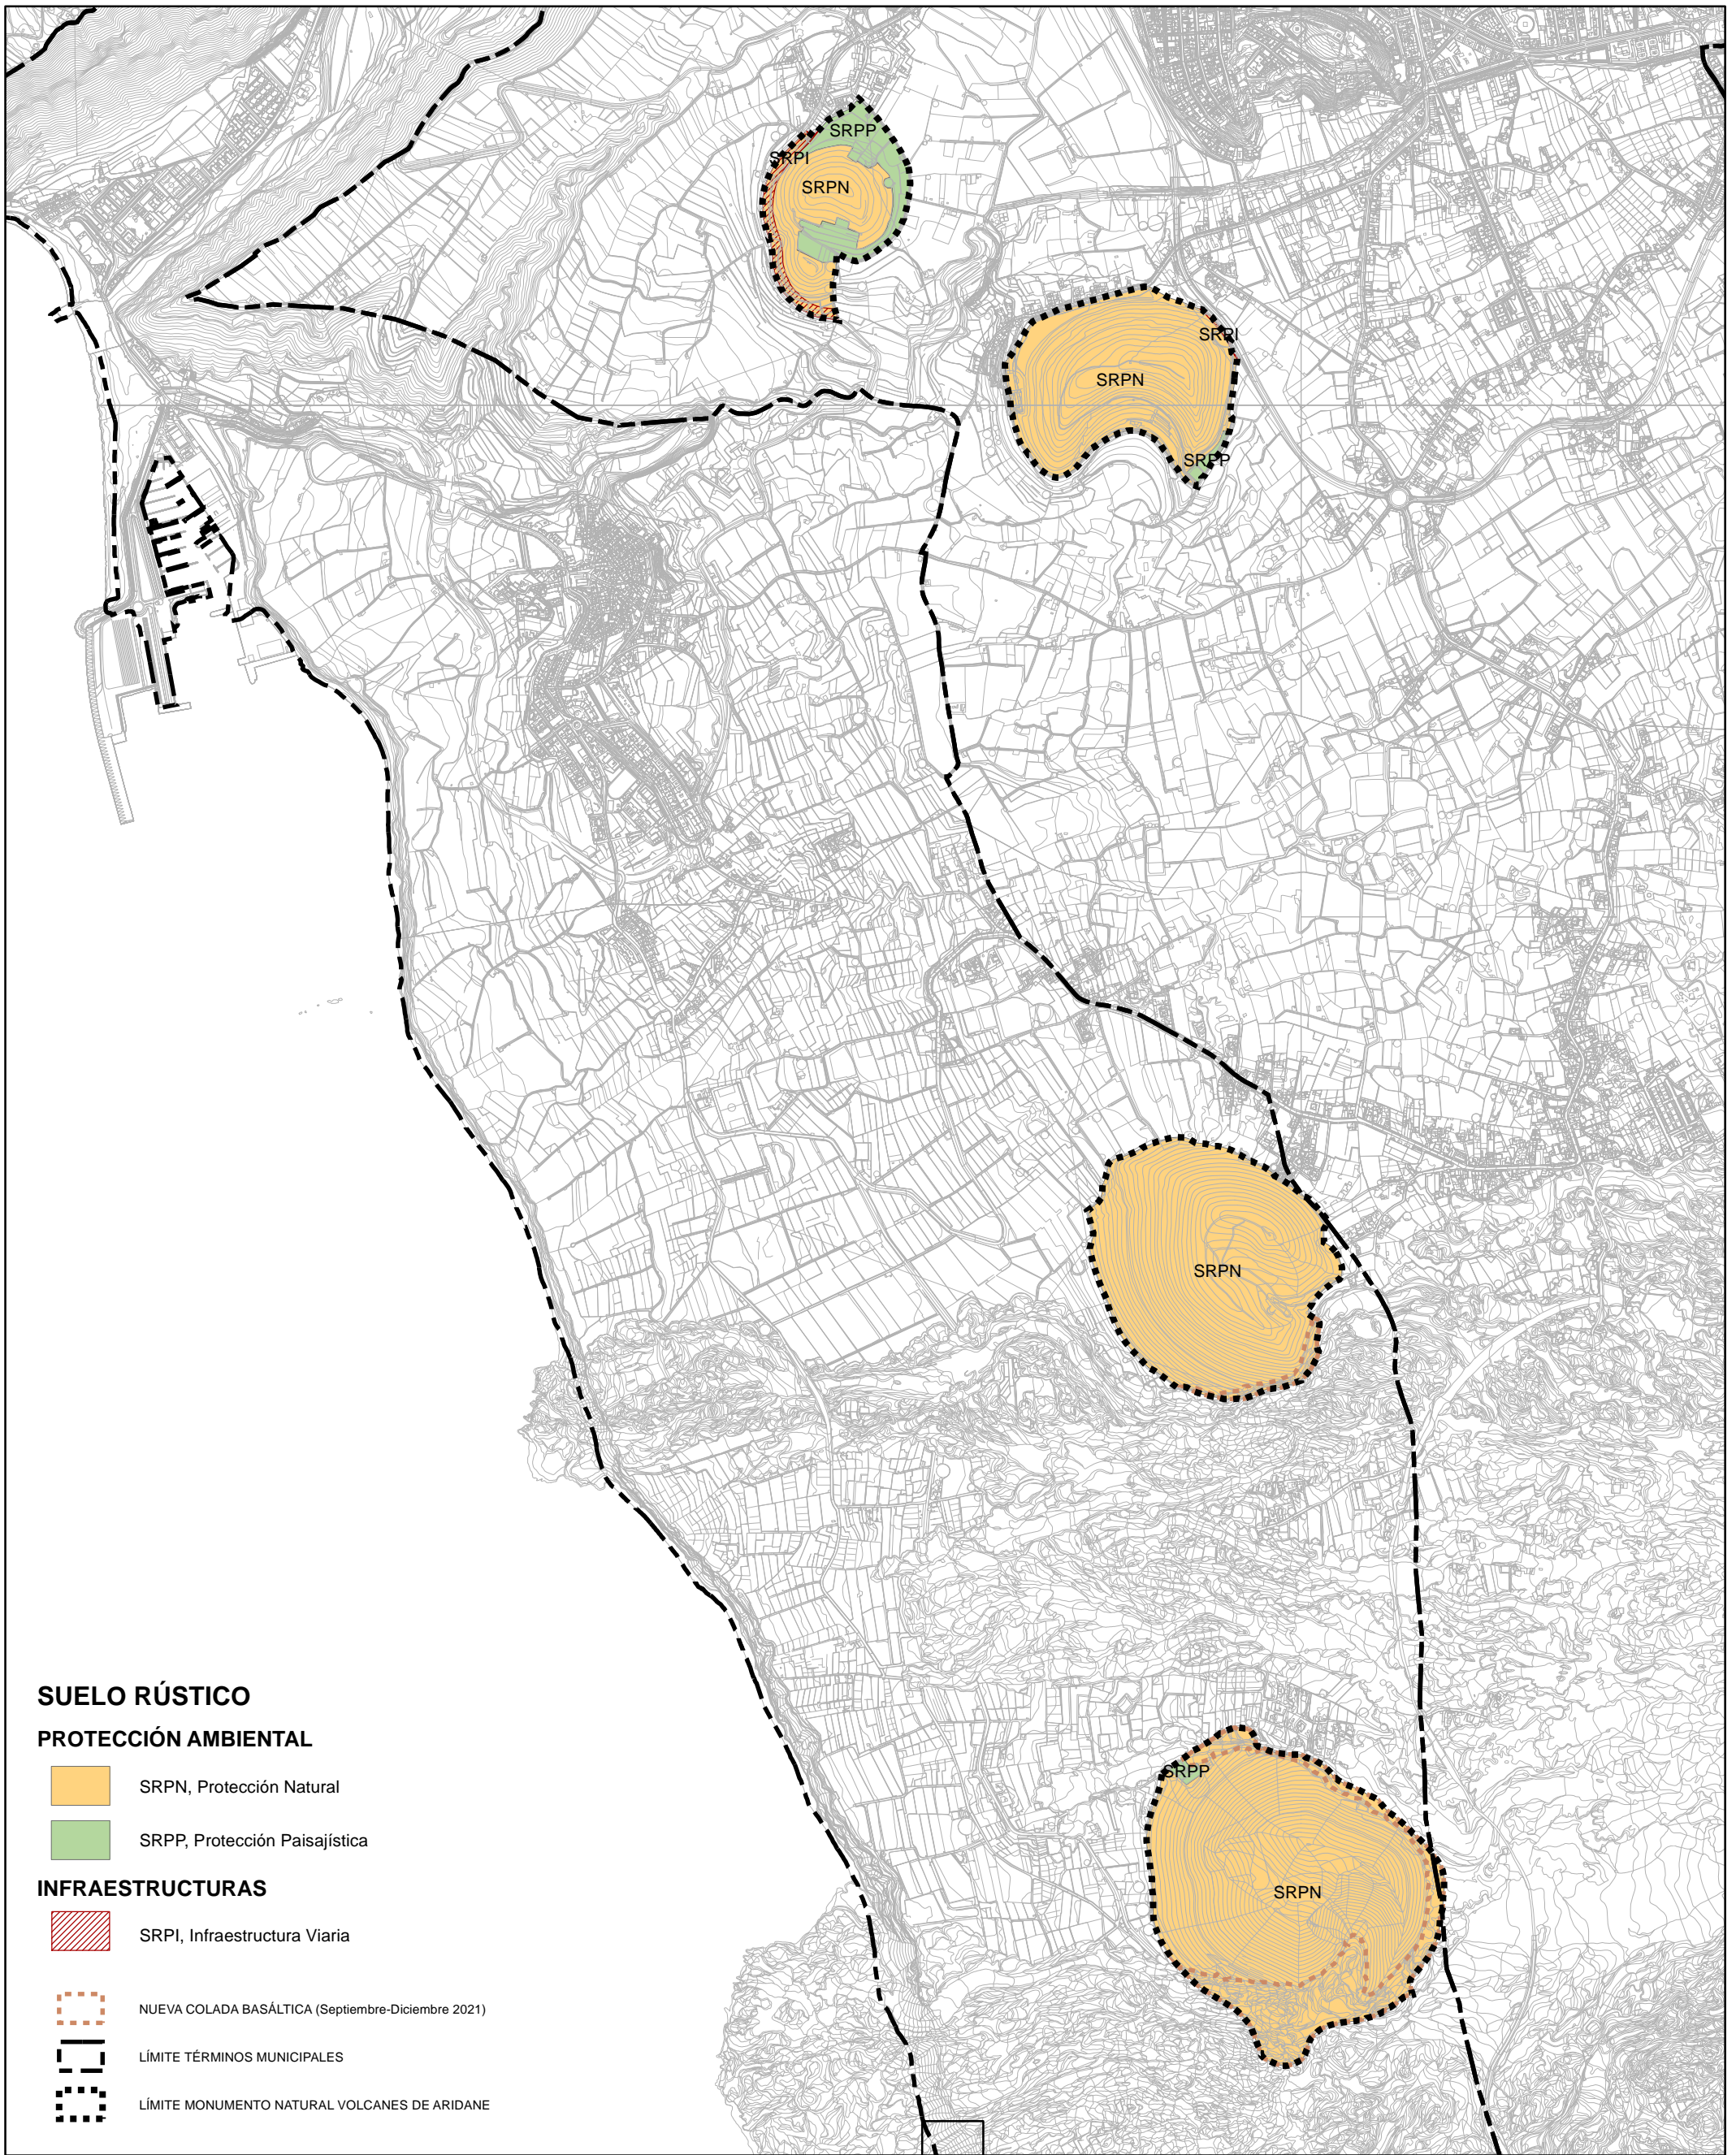 SRPP
SRPI
SRPN
SRPI
SRPN
SRPP
SRPN
SRPP
SRPN
SUELO RÚSTICO
PROTECCIÓN AMBIENTAL
SRPN, Protección Natural
SRPP, Protección Paisajística
INFRAESTRUCTURAS
SRPI, Infraestructura Viaria
NUEVA COLADA BASÁLTICA (Septiembre-Diciembre 2021)
LÍMITE TÉRMINOS MUNICIPALES
LÍMITE MONUMENTO NATURAL VOLCANES DE ARIDANE